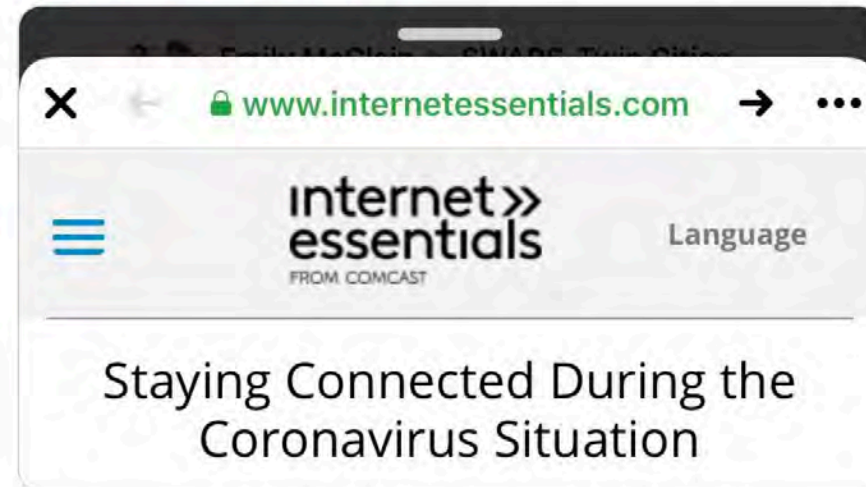 www.internetessentials.com
internet»
essentials
FROM COMCAST
Language
Staying Connected During the
Coronavirus Situation